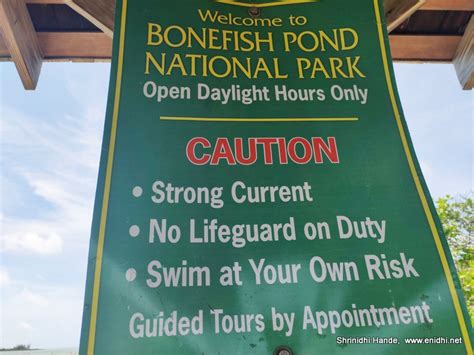 Welcome to
BONEFISH POND
NATIONAL PARK
Open Daylight Hours Only
CAUTION
• Strong Current
• No Lifeguard on Duty
• Swim at Your Own Risk
Guided Tours by Appointment
Shrinidhi Hande, www.enidhi.net